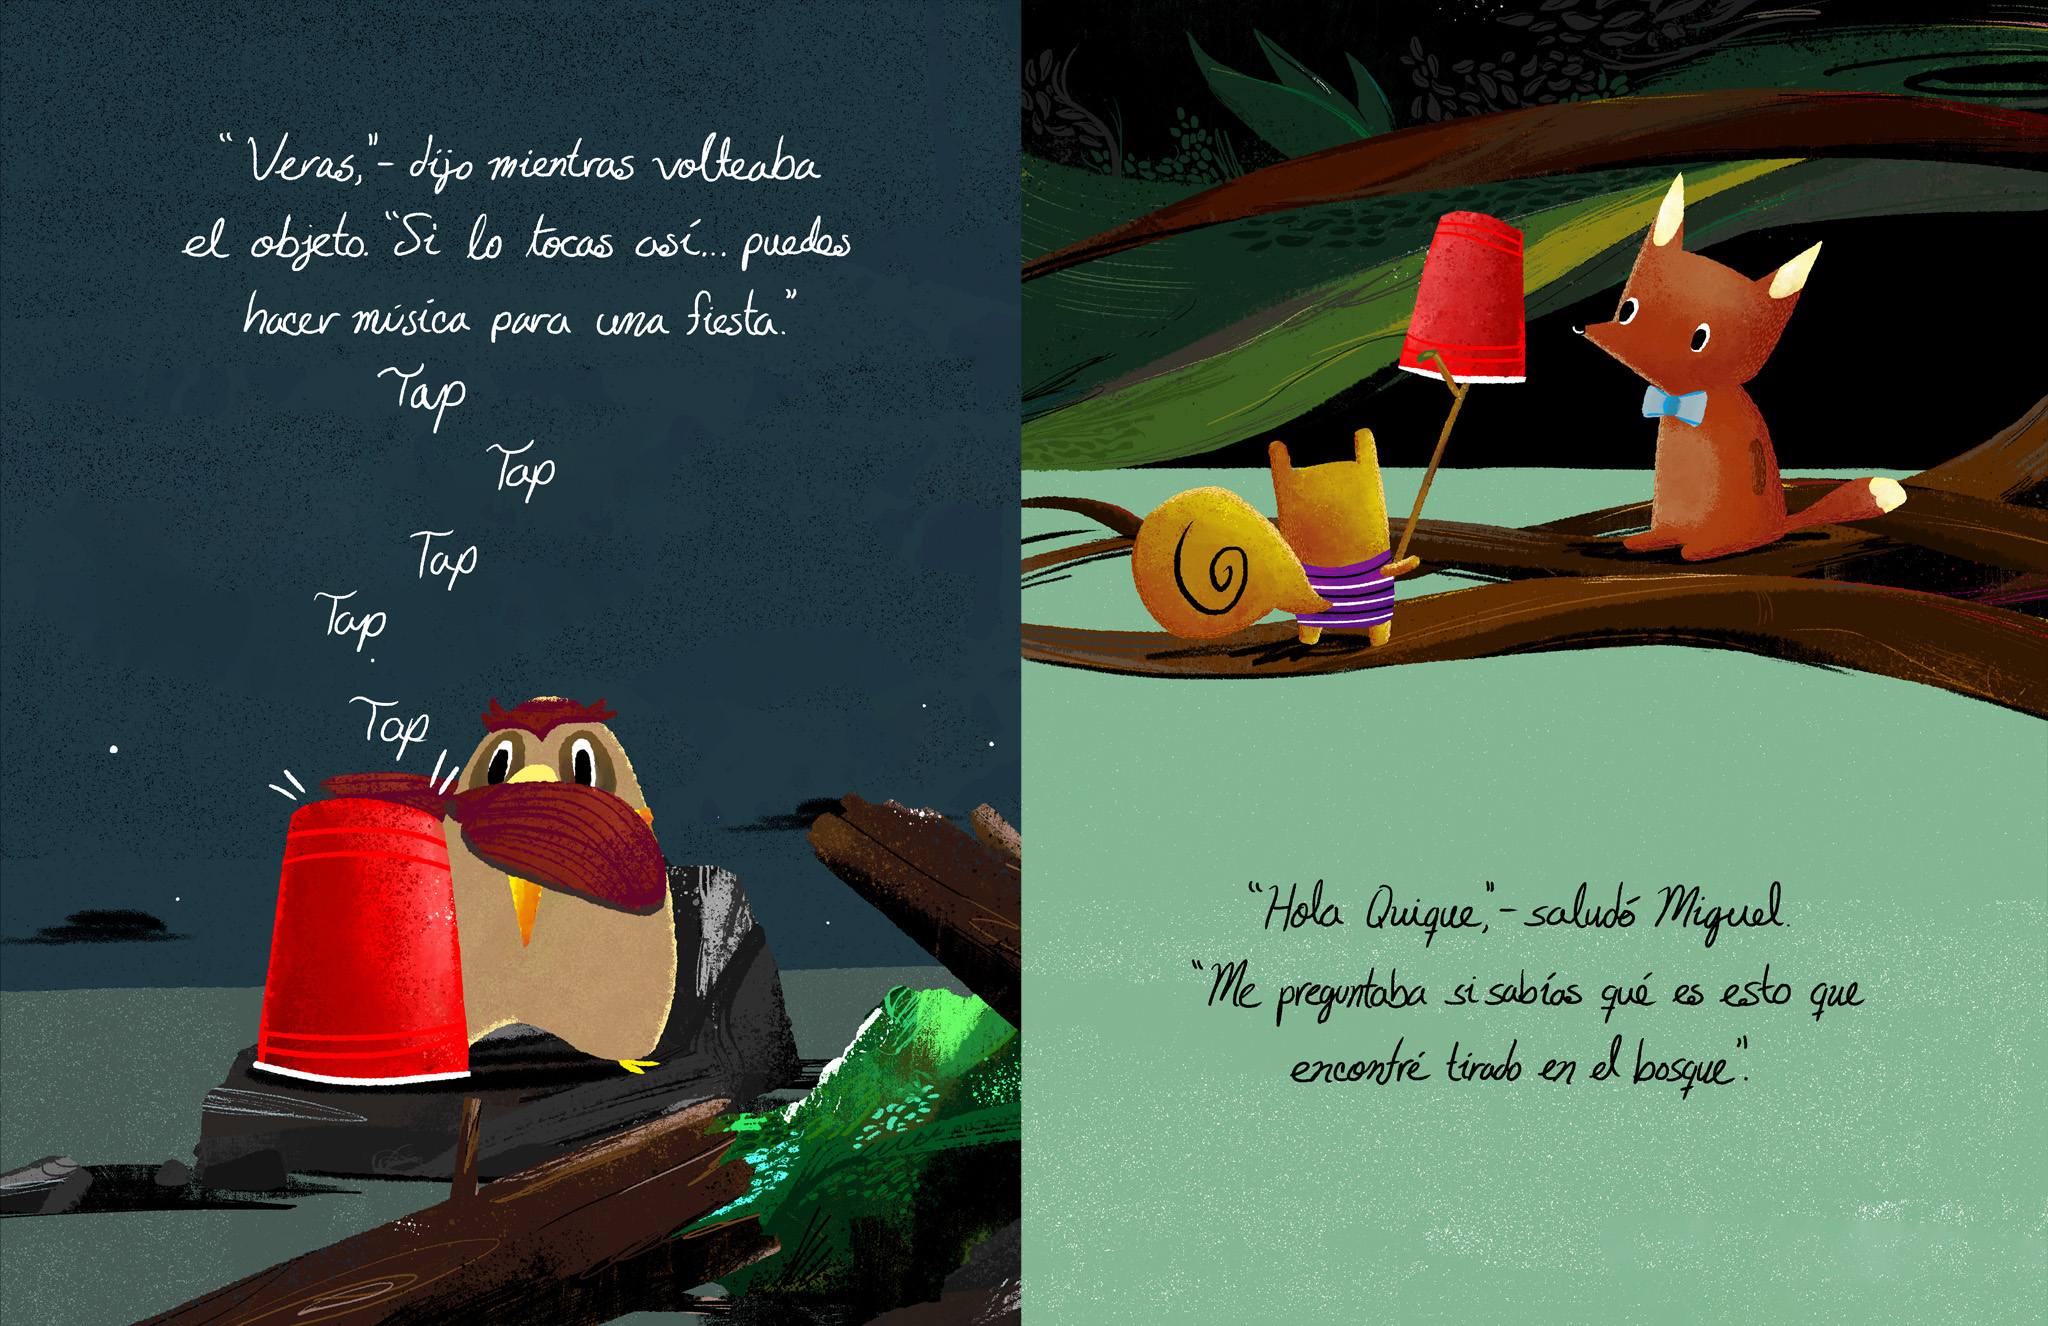 “Veras,”- dijo mientras volteaba
el objeto. “Si lo tocas así... puedes
hacer música para una fiesta.”
Tap
Tap
Tap
Tap
Tap
“Hola Quique,”- saludó Miguel.
“Me preguntaba si sabías qué es esto que
encontré tirado en el bosque”.